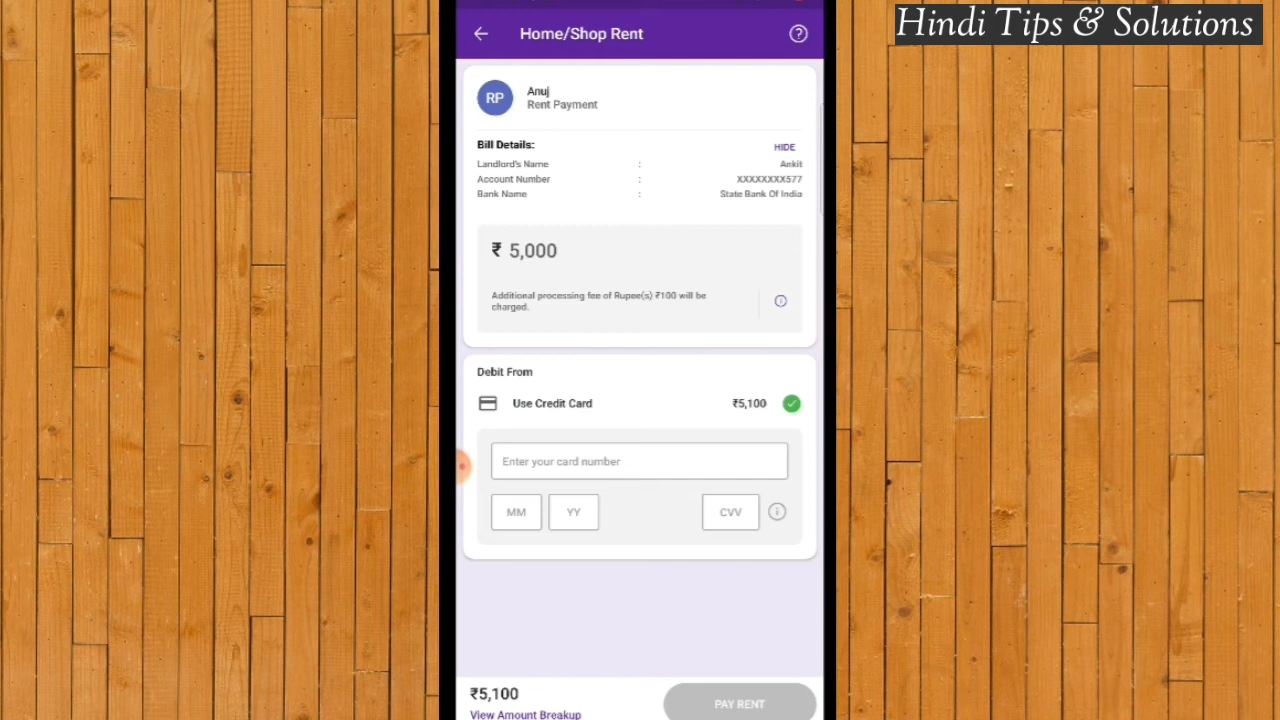 Hindi Tips & Solutions
Home/Shop Rent
RP
Anuj
Rent Payment
Bill Details:
HIDE
Landlord's Name : Ankit
Account Number : XXXXXXXX577
Bank Name : State Bank Of India
₹ 5,000
Additional processing fee of Rupee(s) ₹100 will be
charged.
Debit From
Use Credit Card ₹5,100
Enter your card number
MM YY CVV
₹5,100
View Amount Breakup
PAY RENT